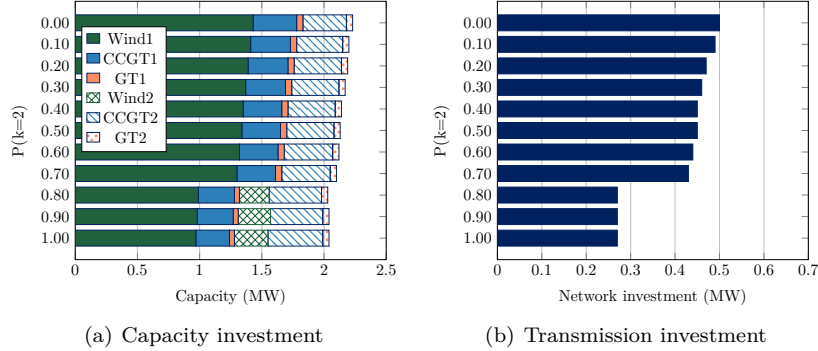 0.00
0.10
0.20
0.30
0.40
0.50
0.60
0.70
0.80
0.90
1.00
P(k=2)
Wind1
CCGT1
GT1
Wind2
CCGT2
GT2
0 0.5 1 1.5 2 2.5
Capacity (MW)
(a) Capacity investment
0.00
0.10
0.20
0.30
0.40
0.50
0.60
0.70
0.80
0.90
1.00
P(k=2)
0 0.1 0.2 0.3 0.4 0.5 0.6 0.7
Network investment (MW)
(b) Transmission investment